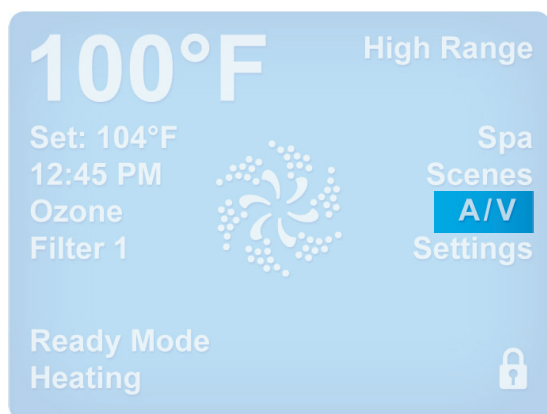 100°F
High Range
Set: 104°F
Spa
12:45 PM
Scenes
Ozone
A/V
Filter 1
Settings
Ready Mode
Heating